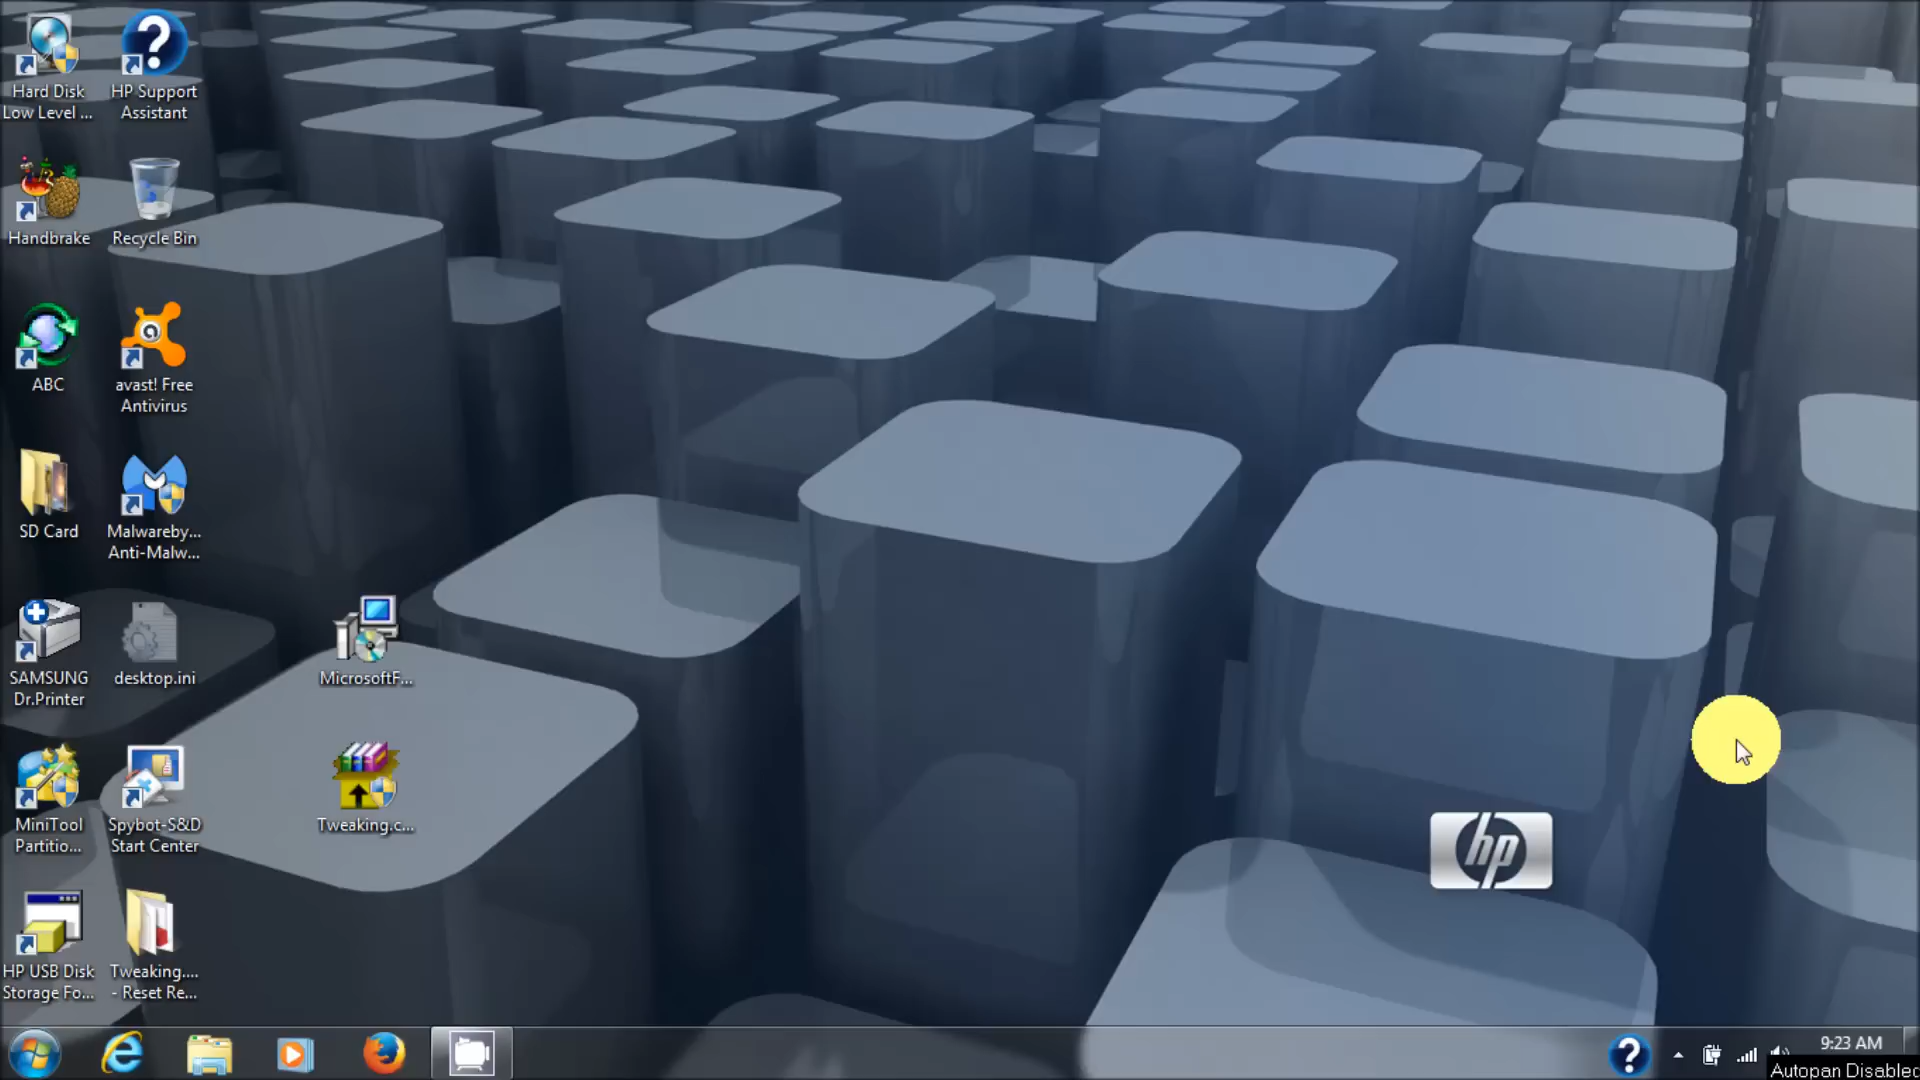 Hard Disk
Low Level ...
HP Support
Assistant
Handbrake
Recycle Bin
ABC
avast! Free
Antivirus
SD Card
Malwareby...
Anti-Malw...
SAMSUNG
Dr.Printer
desktop.ini
MicrosoftF...
MiniTool
Partitio...
Spybot-S&D
Start Center
Tweaking.c...
HP USB Disk
Storage Fo...
Tweaking....
- Reset Re...
hp
9:23 AM
Autopan Disabled